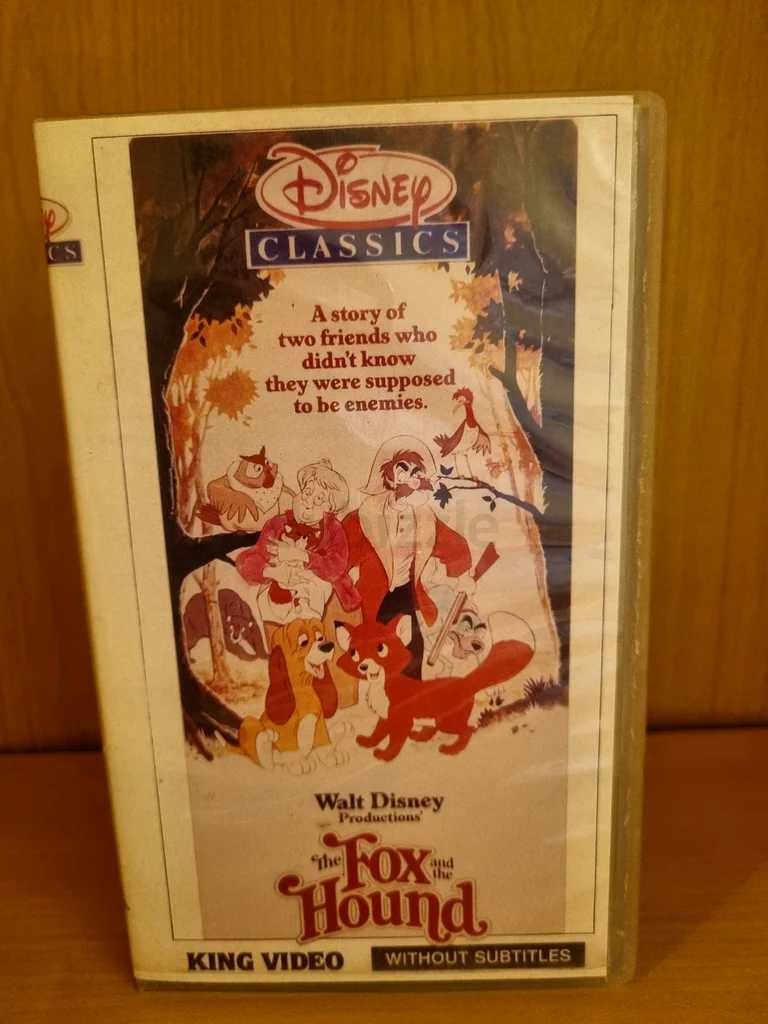 Disney
CLASSICS
CS
A story of
two friends who
didn't know
they were supposed
to be enemies.
Walt Disney
Productions'
The Fox and the
Hound
KING VIDEO
WITHOUT SUBTITLES